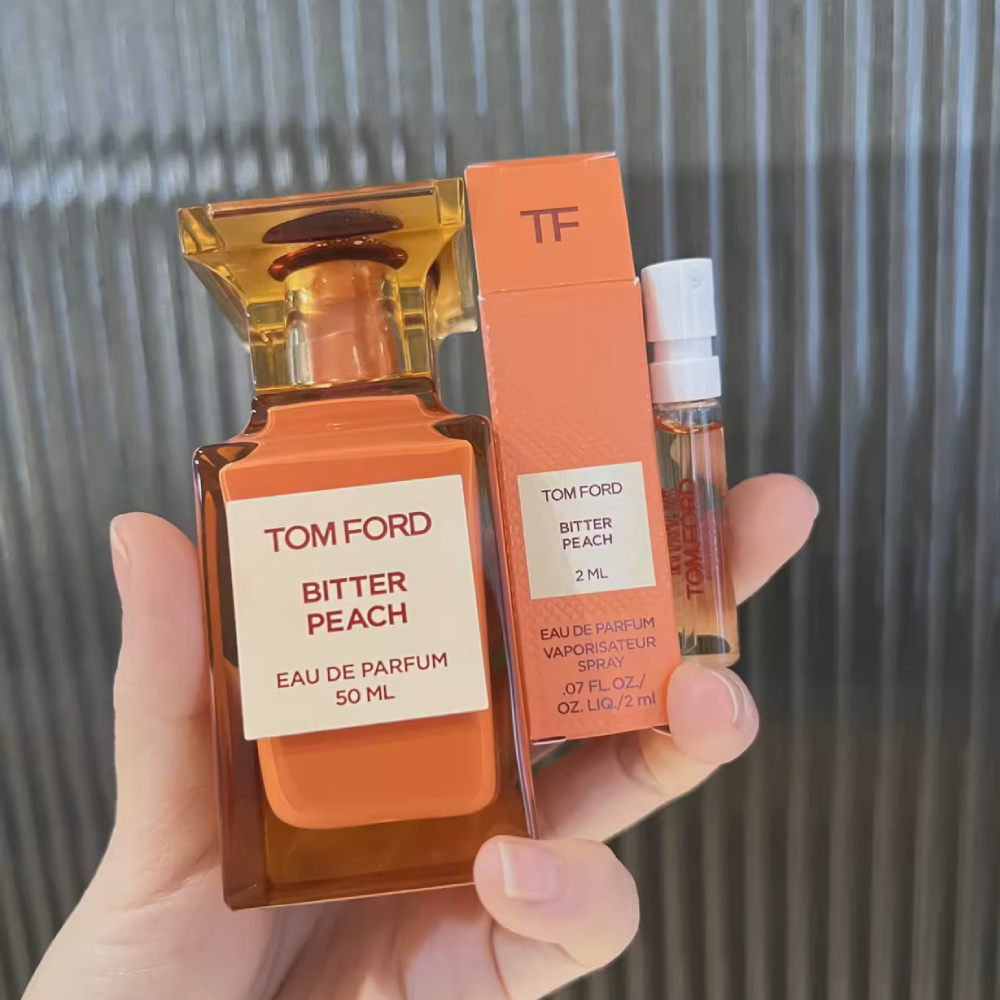 TOM FORD
BITTER
PEACH
EAU DE PARFUM
50 ML
TF
TOM FORD
BITTER
PEACH
2 ML
EAU DE PARFUM
VAPORISATEUR
SPRAY
.07 FL.OZ./
OZ. LIQ./2 ml
TOM FORD